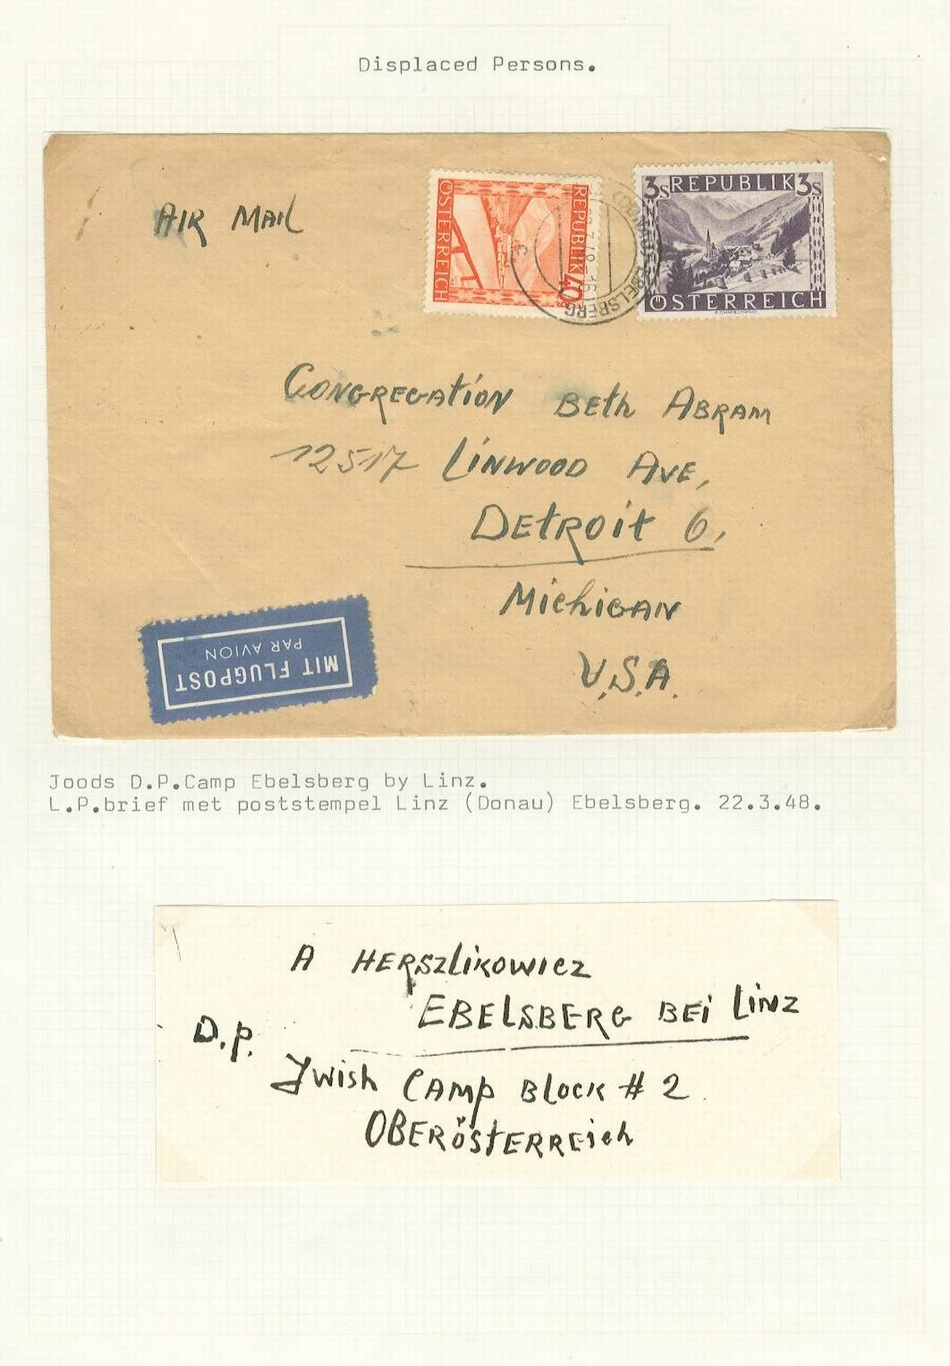 Displaced Persons.
AIR MAIL
ÖSTERREICH
REPUBLIK 40
3S REPUBLIK 3S
ÖSTERREICH
EBELSBERG
CONGREGAtiON BEth ABRAM
12517 LiNWOOD AVE,
DEtROit 6,
MichiGAN
U.S.A.
MIT FLUGPOST
PAR AVION
Joods D.P.Camp Ebelsberg by Linz.
L.P.brief met poststempel Linz (Donau) Ebelsberg. 22.3.48.
A HERSZLiKOWiCZ
EBELSBERG BEi LiNZ
D.P.
Jwish CAMP BLOCK # 2
OBERÖSTERREich